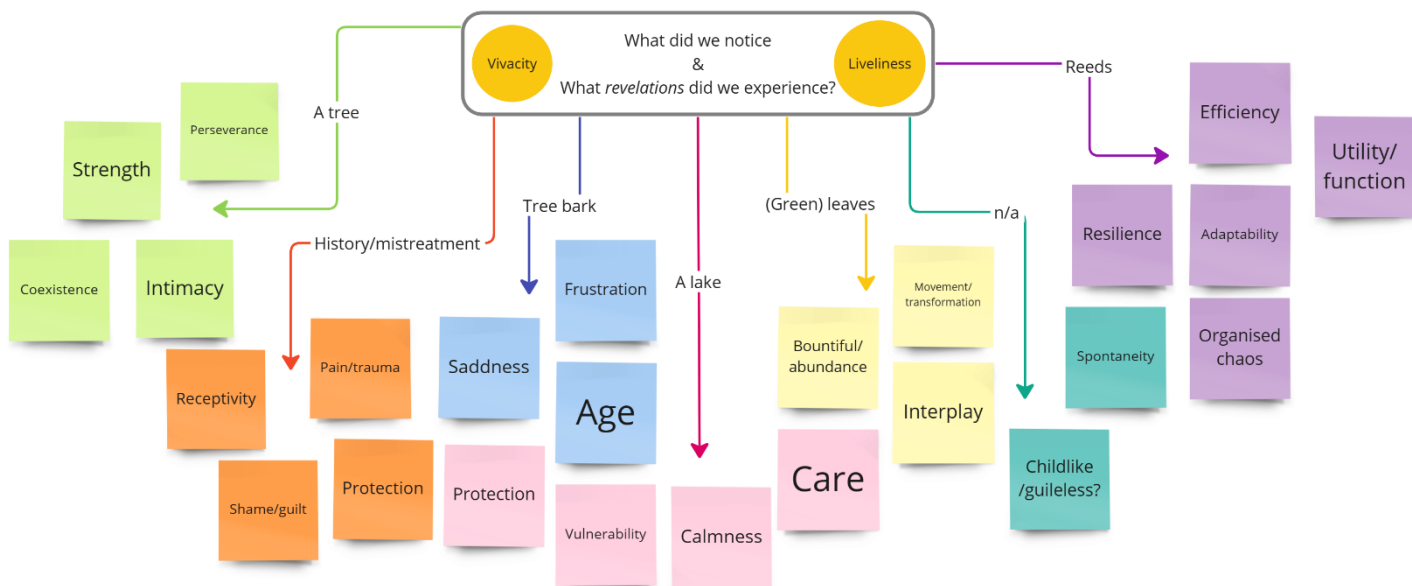 Vivacity
What did we notice
&
What revelations did we experience?
Liveliness
A tree
Perseverance
Strength
Coexistence
Intimacy
History/mistreatment
Receptivity
Pain/trauma
Shame/guilt
Protection
Tree bark
Frustration
Saddness
Age
A lake
Protection
Vulnerability
Calmness
Care
(Green) leaves
Movement/
transformation
Bountiful/
abundance
Interplay
n/a
Spontaneity
Childlike
/guileless?
Reeds
Efficiency
Utility/
function
Resilience
Adaptability
Organised
chaos